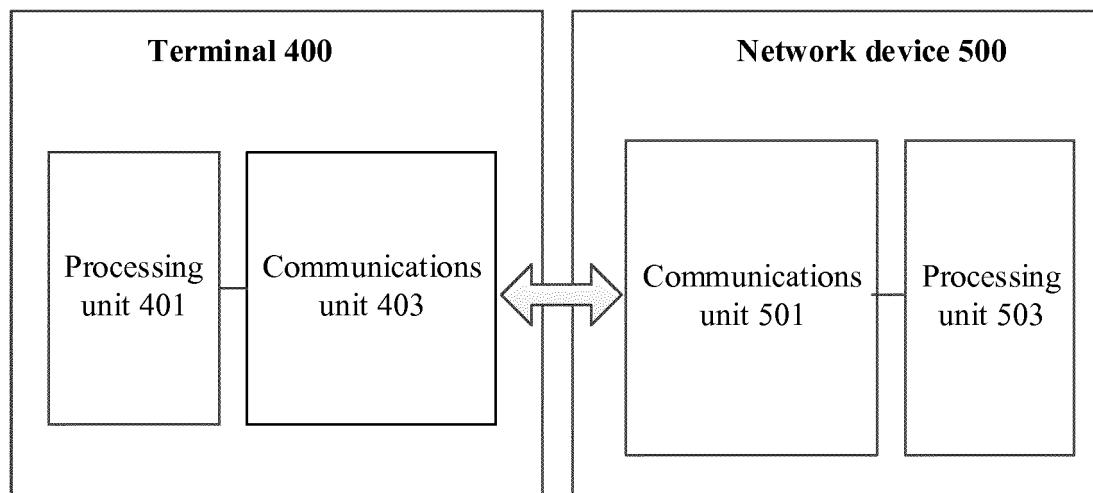 Terminal 400
Network device 500
Processing
unit 401
Communications
unit 403
Communications
unit 501
Processing
unit 503